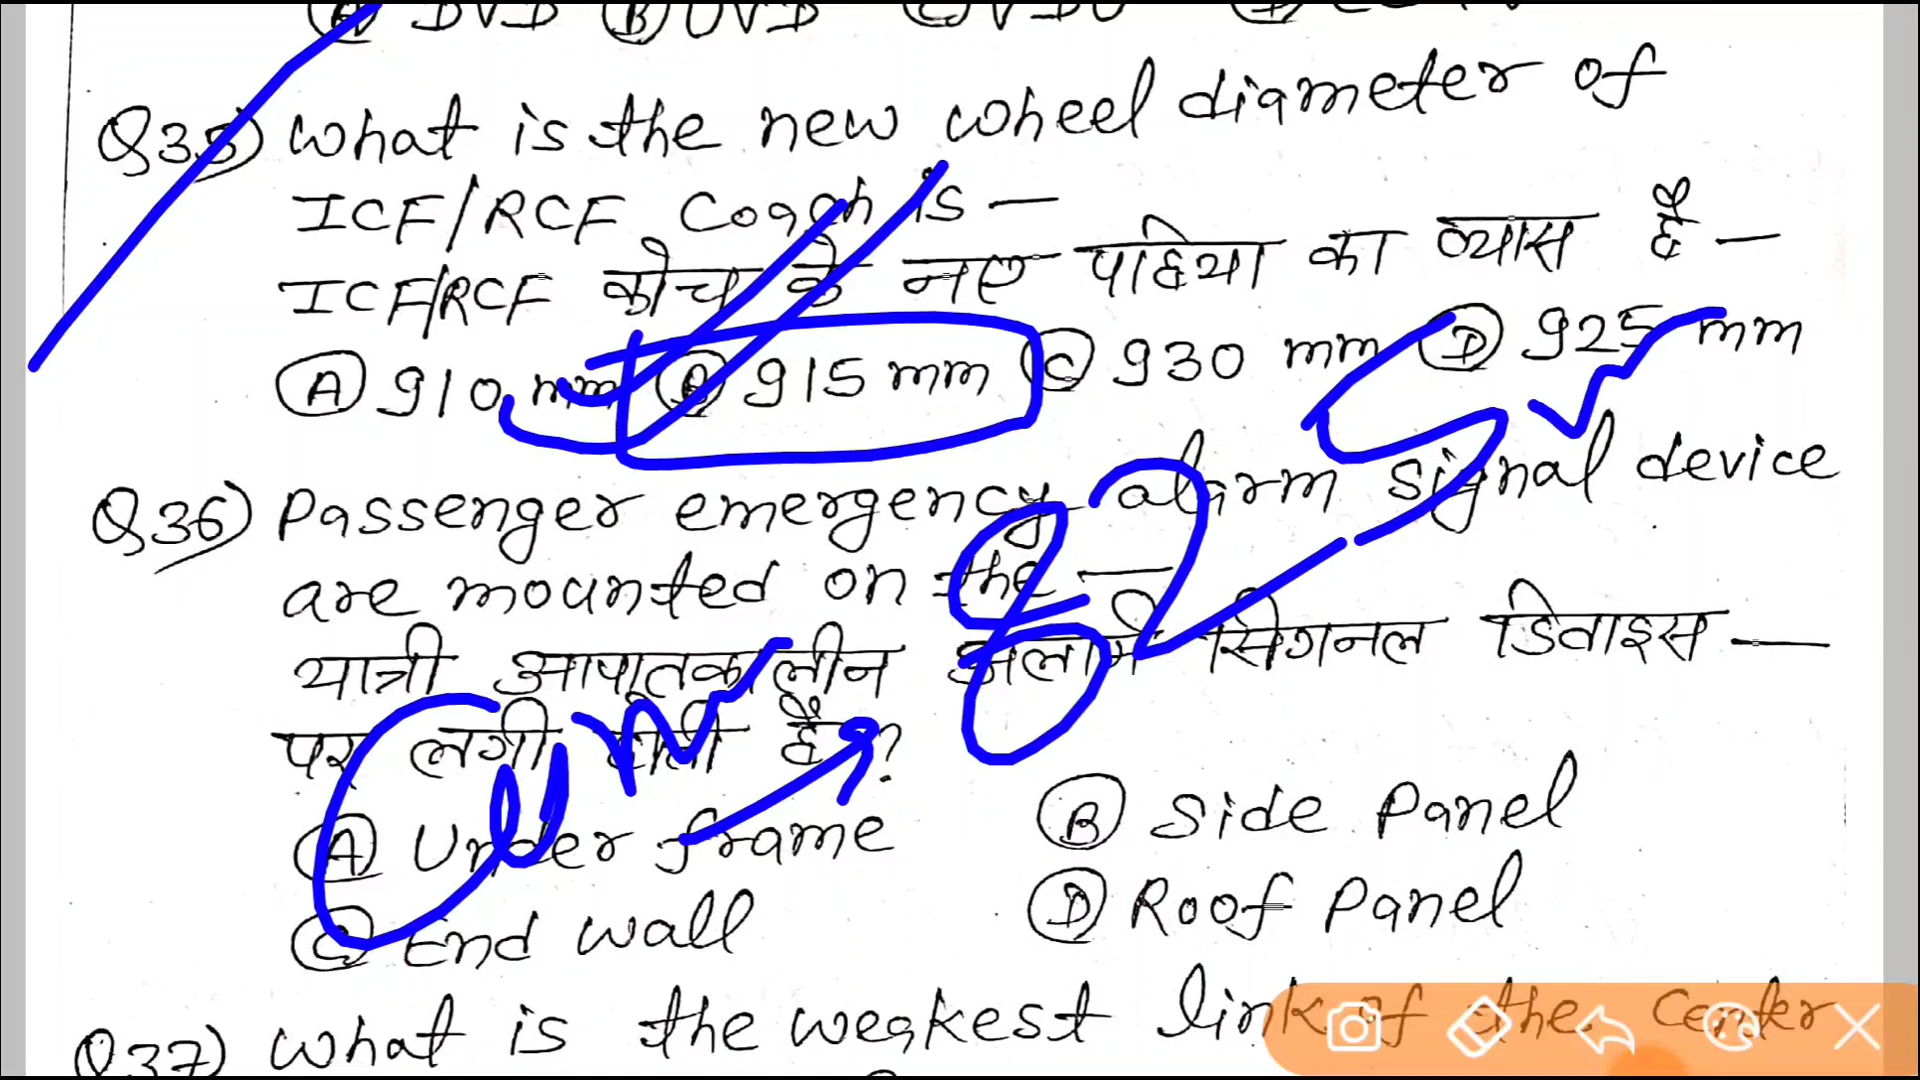 Q35) What is the new wheel diameter of
ICF/RCF Coach is —
ICF/RCF कोच के नए पहिया का व्यास है —
(A) 910 mm (B) 915 mm (C) 930 mm (D) 925 mm
Q36) Passenger emergency alarm signal device
are mounted on the —
यात्री आपातकालीन अलार्म सिगनल डिवाइस —
पर लगी होती है?
(A) Under frame (B) Side Panel
(C) End wall (D) Roof Panel
Q37) What is the weakest link of the Center